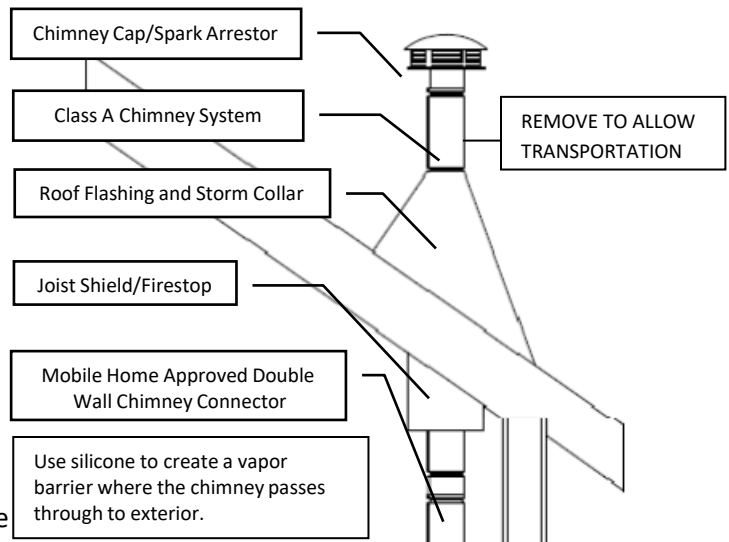 Chimney Cap/Spark Arrestor
Class A Chimney System
REMOVE TO ALLOW
TRANSPORTATION
Roof Flashing and Storm Collar
Joist Shield/Firestop
Mobile Home Approved Double
Wall Chimney Connector
Use silicone to create a vapor
barrier where the chimney passes
through to exterior.
e